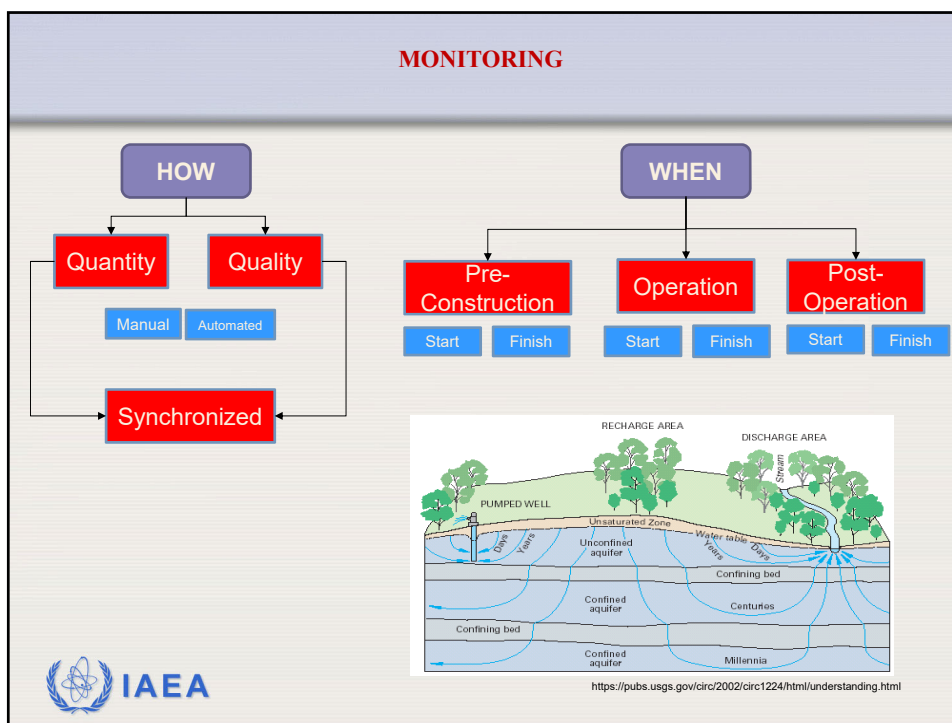 MONITORING
HOW
WHEN
Quantity
Quality
Manual
Automated
Synchronized
Pre-
Construction
Operation
Post-
Operation
Start
Finish
Start
Finish
Start
Finish
RECHARGE AREA
DISCHARGE AREA
Stream
PUMPED WELL
Unsaturated Zone
Water table
Days
Years
Unconfined
aquifer
Years
Days
Confining bed
Confined
aquifer
Centuries
Confining bed
Confined
aquifer
Millennia
IAEA
https://pubs.usgs.gov/circ/2002/circ1224/html/understanding.html